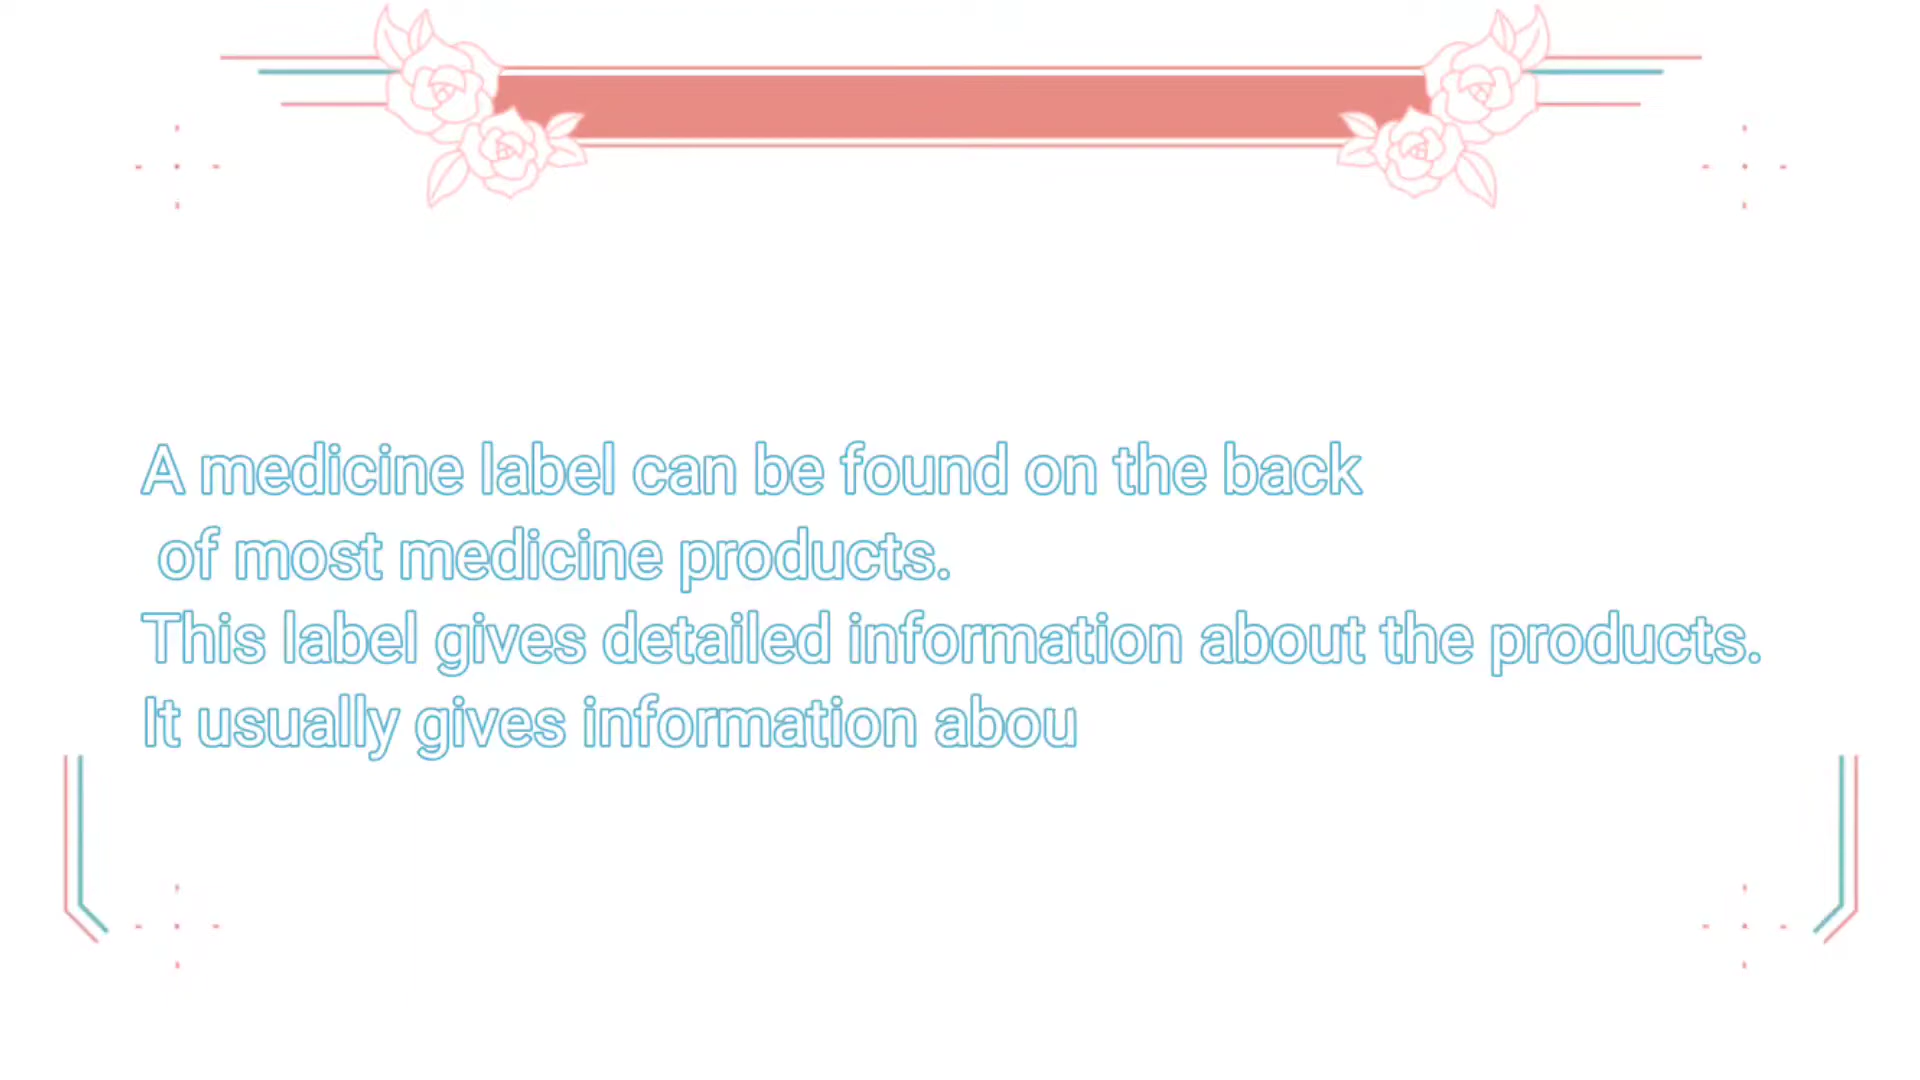 A medicine label can be found on the back
of most medicine products.
This label gives detailed information about the products.
It usually gives information abou